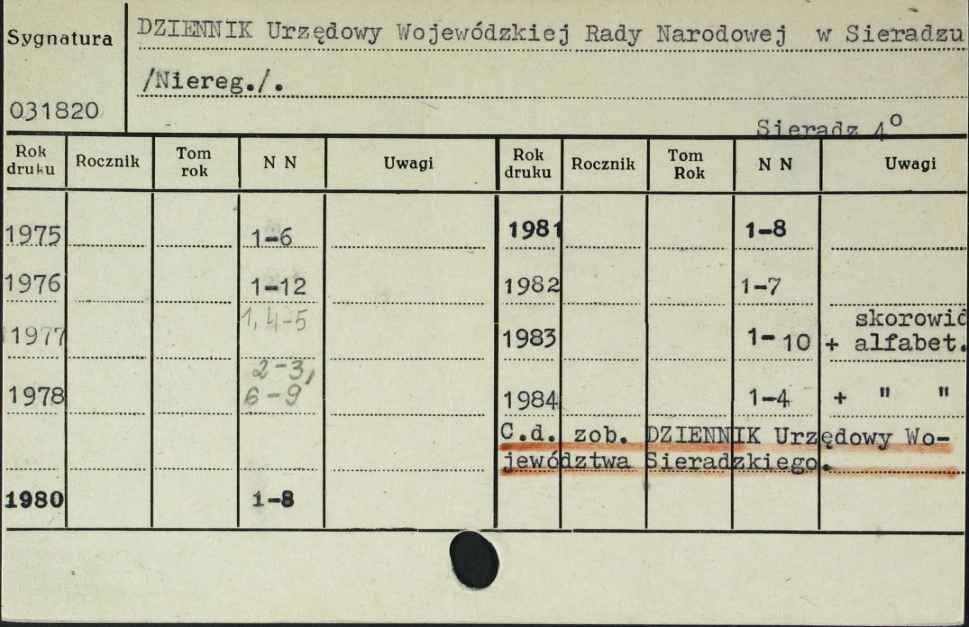 Sygnatura
DZIENNIK Urzędowy Wojewódzkiej Rady Narodowej w Sieradzu
/Niereg./.
031820
Sieradz 4°
Rok druku Rocznik Tom rok N N Uwagi Rok druku Rocznik Tom Rok N N Uwagi
1975 1-6 1981 1-8
1976 1-12 1982 1-7
1977 1, 4-5 1983 1-10 + skorowid alfabet.
1978 2-3, 6-9 1984 1-4 + " "
C.d. zob. DZIENNIK Urzędowy Wo-
jewództwa Sieradzkiego.
1980 1-8